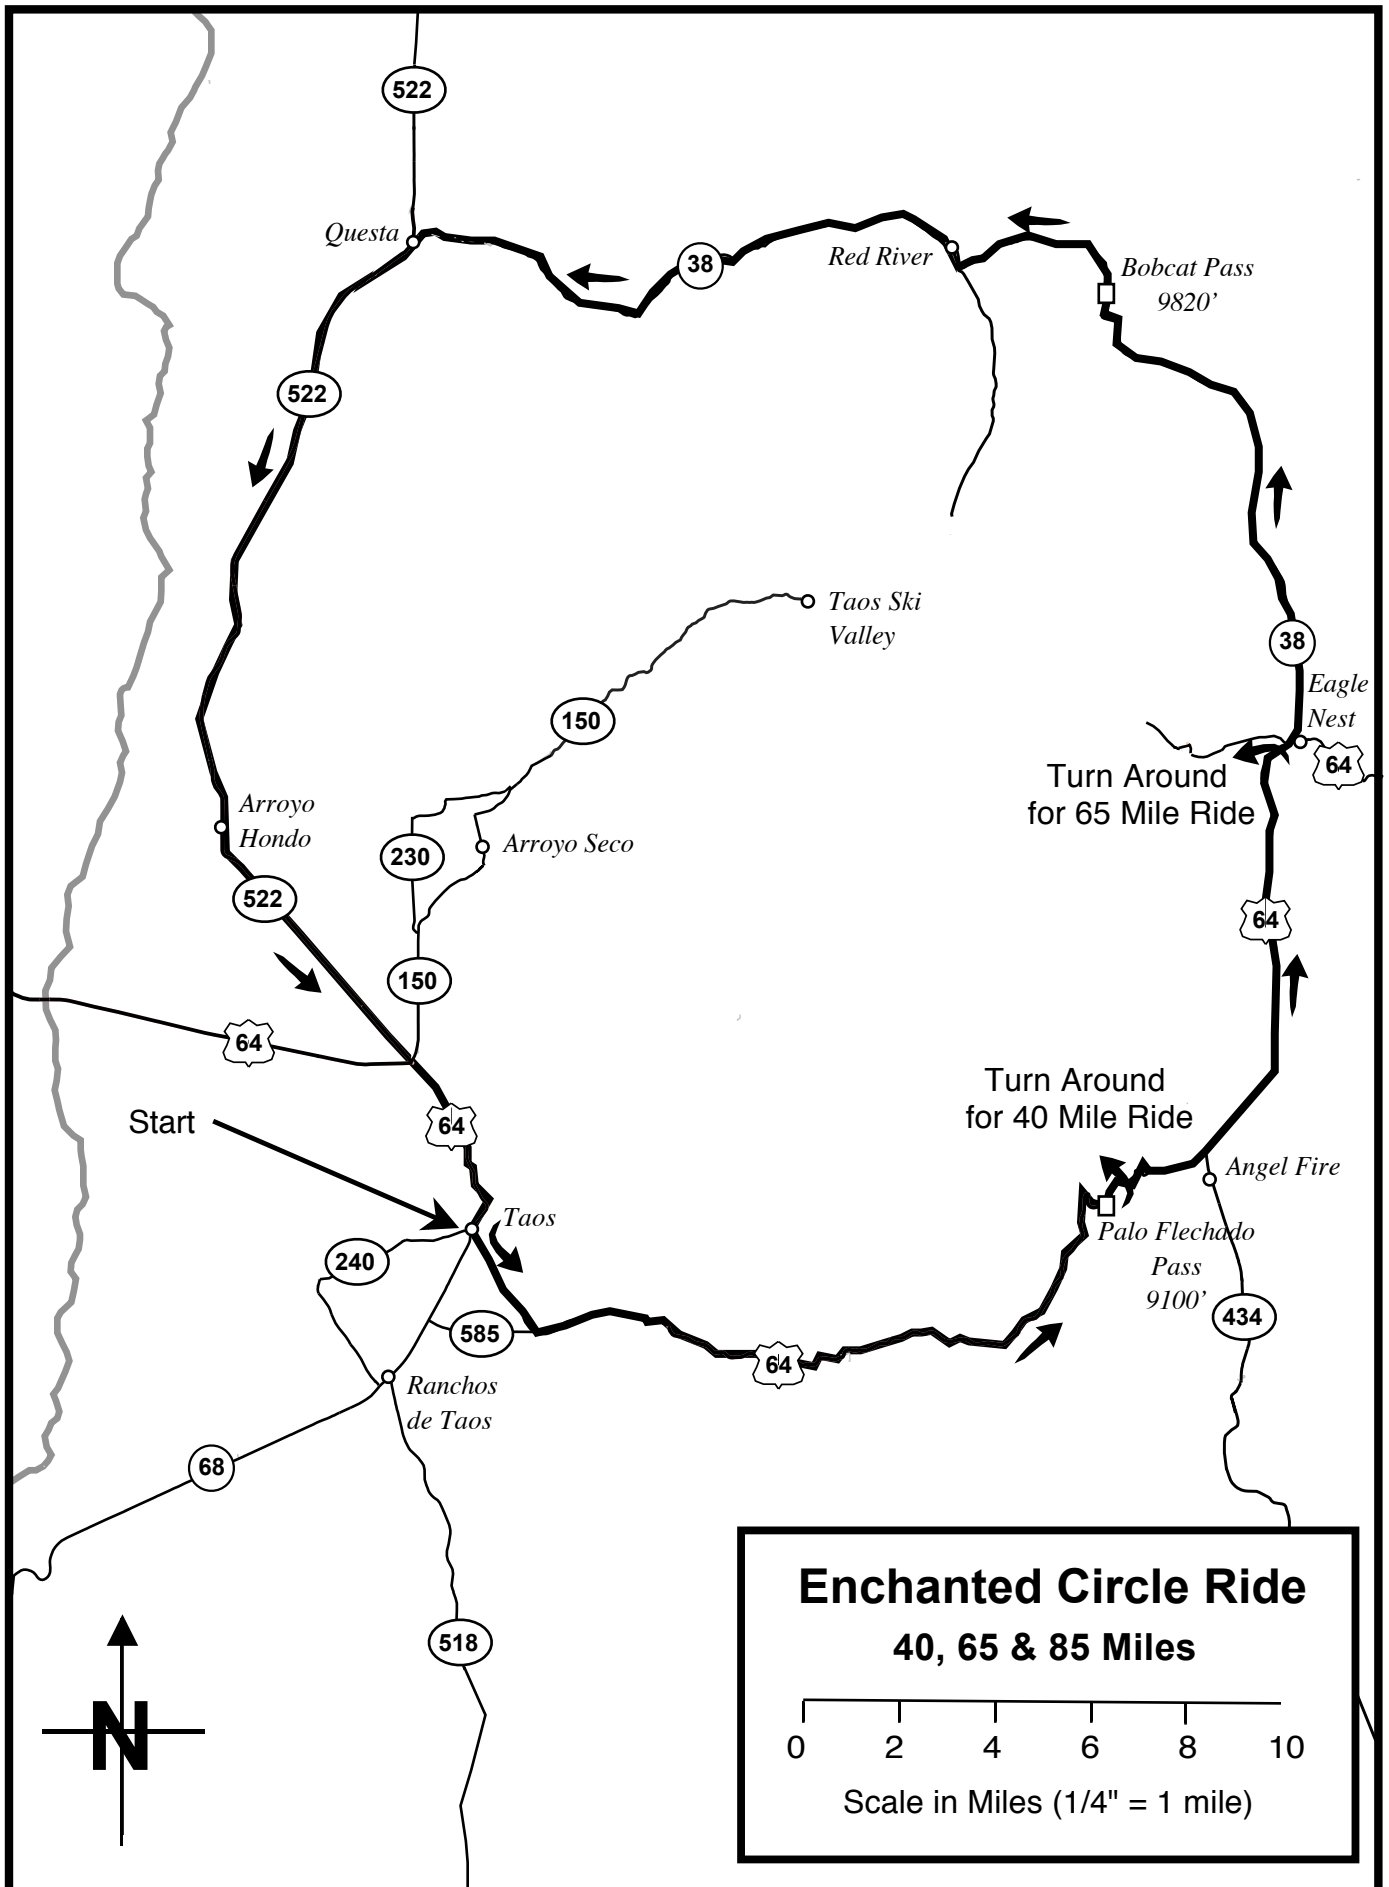 522
Questa
38
Red River
Bobcat Pass
9820’
522
Taos Ski
Valley
38
Eagle
Nest
150
64
Turn Around
for 65 Mile Ride
Arroyo
Hondo
230
Arroyo Seco
522
64
150
64
Turn Around
for 40 Mile Ride
Start
64
Angel Fire
Taos
Palo Flechado
Pass
9100’
240
585
434
64
Ranchos
de Taos
68
518
N
Enchanted Circle Ride
40, 65 & 85 Miles
0 2 4 6 8 10
Scale in Miles (1/4" = 1 mile)